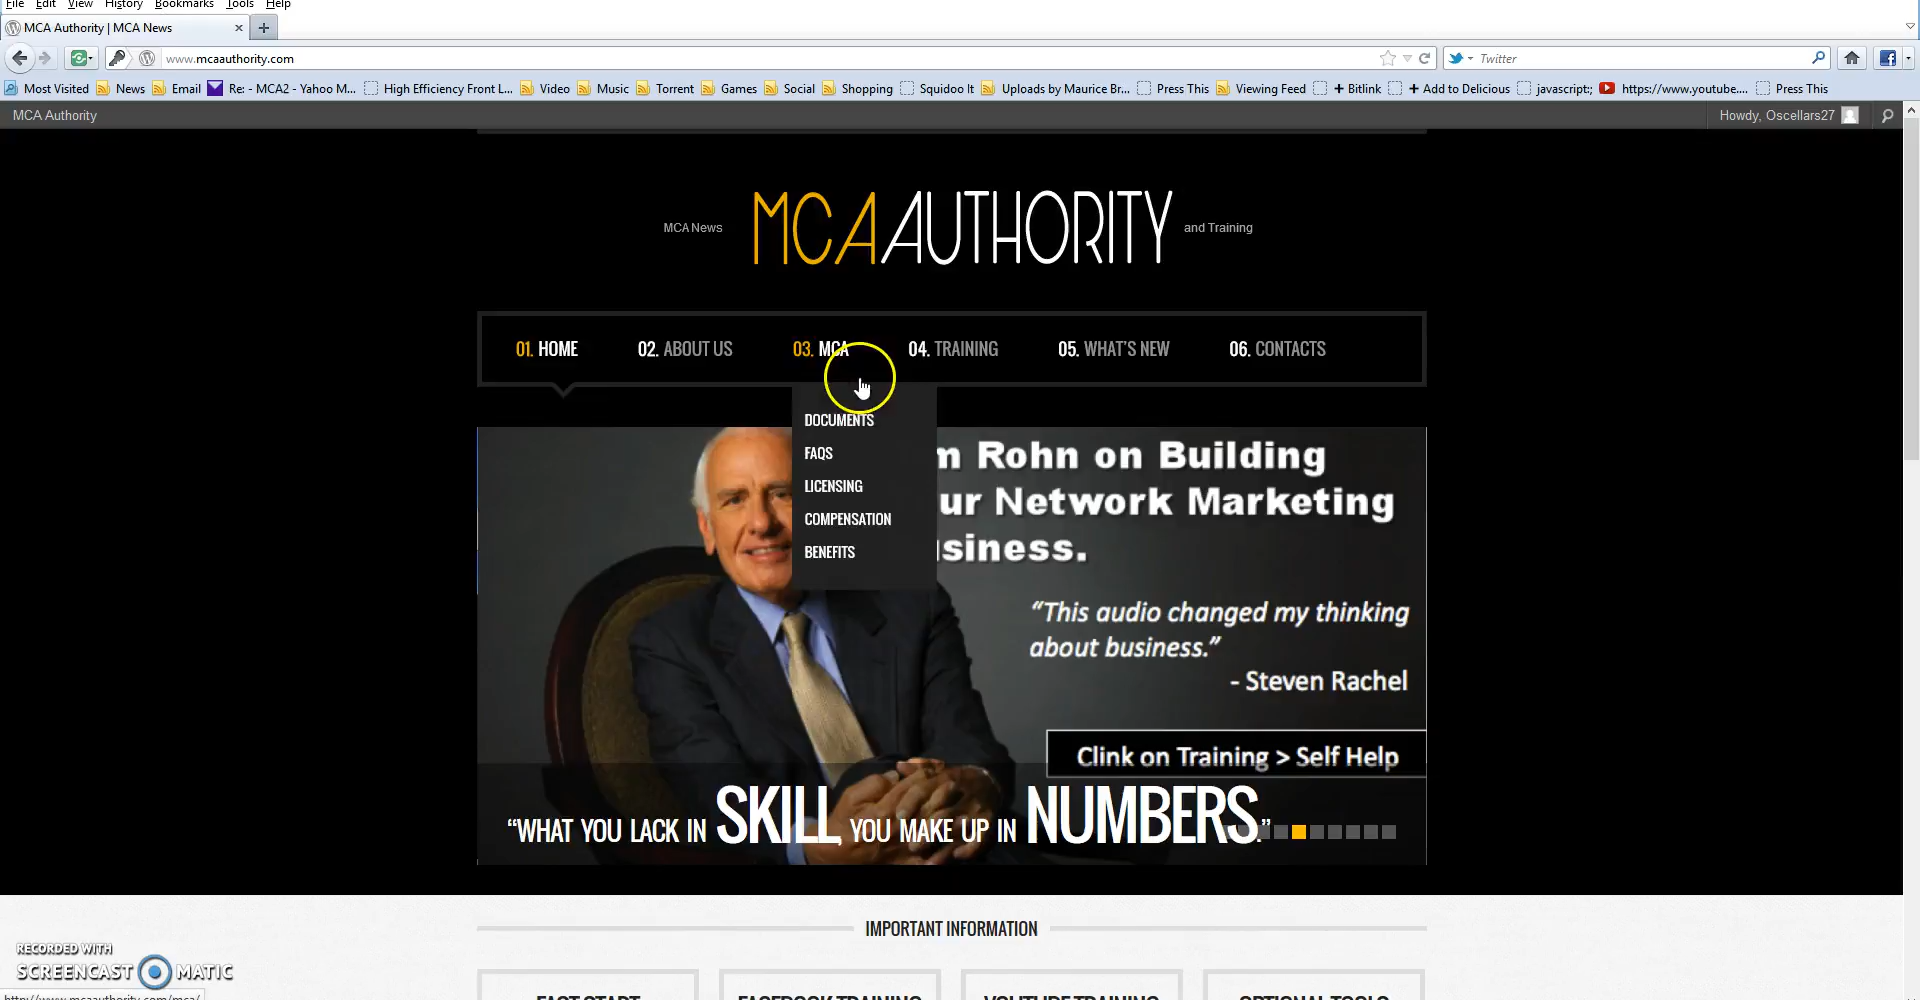 File Edit View History Bookmarks Tools Help
MCA Authority | MCA News
www.mcaauthority.com
Twitter
Most Visited News Email Re: - MCA2 - Yahoo M... High Efficiency Front L... Video Music Torrent Games Social Shopping Squidoo It Uploads by Maurice Br... Press This Viewing Feed + Bitlink + Add to Delicious javascript:; https://www.youtube.... Press This
MCA Authority
Howdy, Oscellars27
MCA News MCAAUTHORITY and Training
01. HOME 02. ABOUT US 03. MCA 04. TRAINING 05. WHAT'S NEW 06. CONTACTS
DOCUMENTS
FAQS
LICENSING
COMPENSATION
BENEFITS
m Rohn on Building
ur Network Marketing
siness.
“This audio changed my thinking
about business.”
- Steven Rachel
Clink on Training > Self Help
“WHAT YOU LACK IN SKILL, YOU MAKE UP IN NUMBERS.”
IMPORTANT INFORMATION
FAST START FACEBOOK TRAINING YOUTUBE TRAINING OPTIONAL TOOLS
RECORDED WITH
SCREENCAST MATIC
http://www.mcaauthority.com/mca/